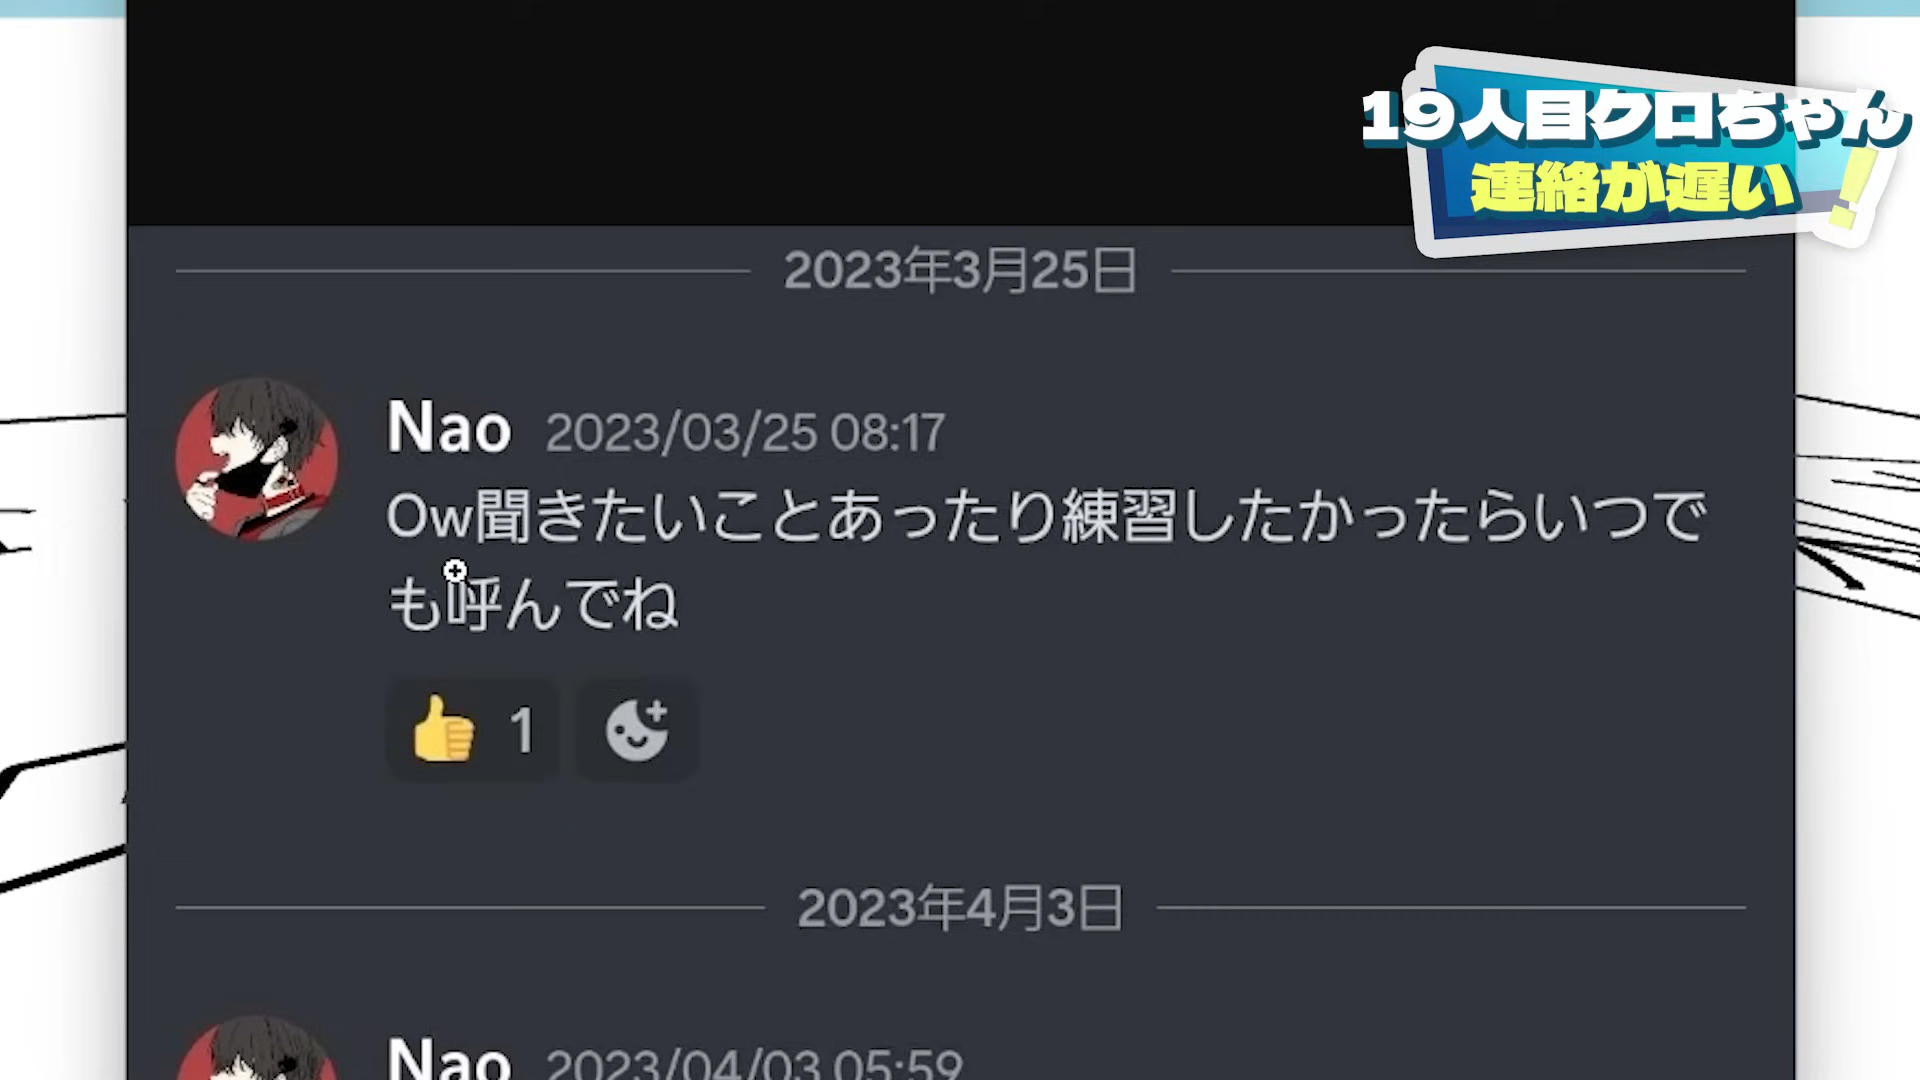 19人目クロちゃん
連絡が遅い!
2023年3月25日
Nao 2023/03/25 08:17
Ow聞きたいことあったり練習したかったらいつで
も呼んでね
1
2023年4月3日
Nao 2023/04/03 05:59